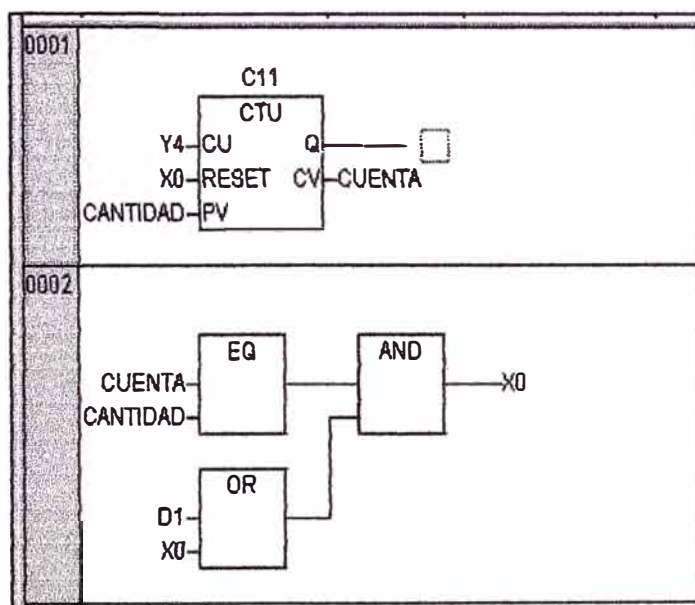 0001
C11
CTU
Y4 CU Q
X0 RESET CV CUENTA
CANTIDAD PV
0002
EQ AND
CUENTA X0
CANTIDAD
OR
D1
X0